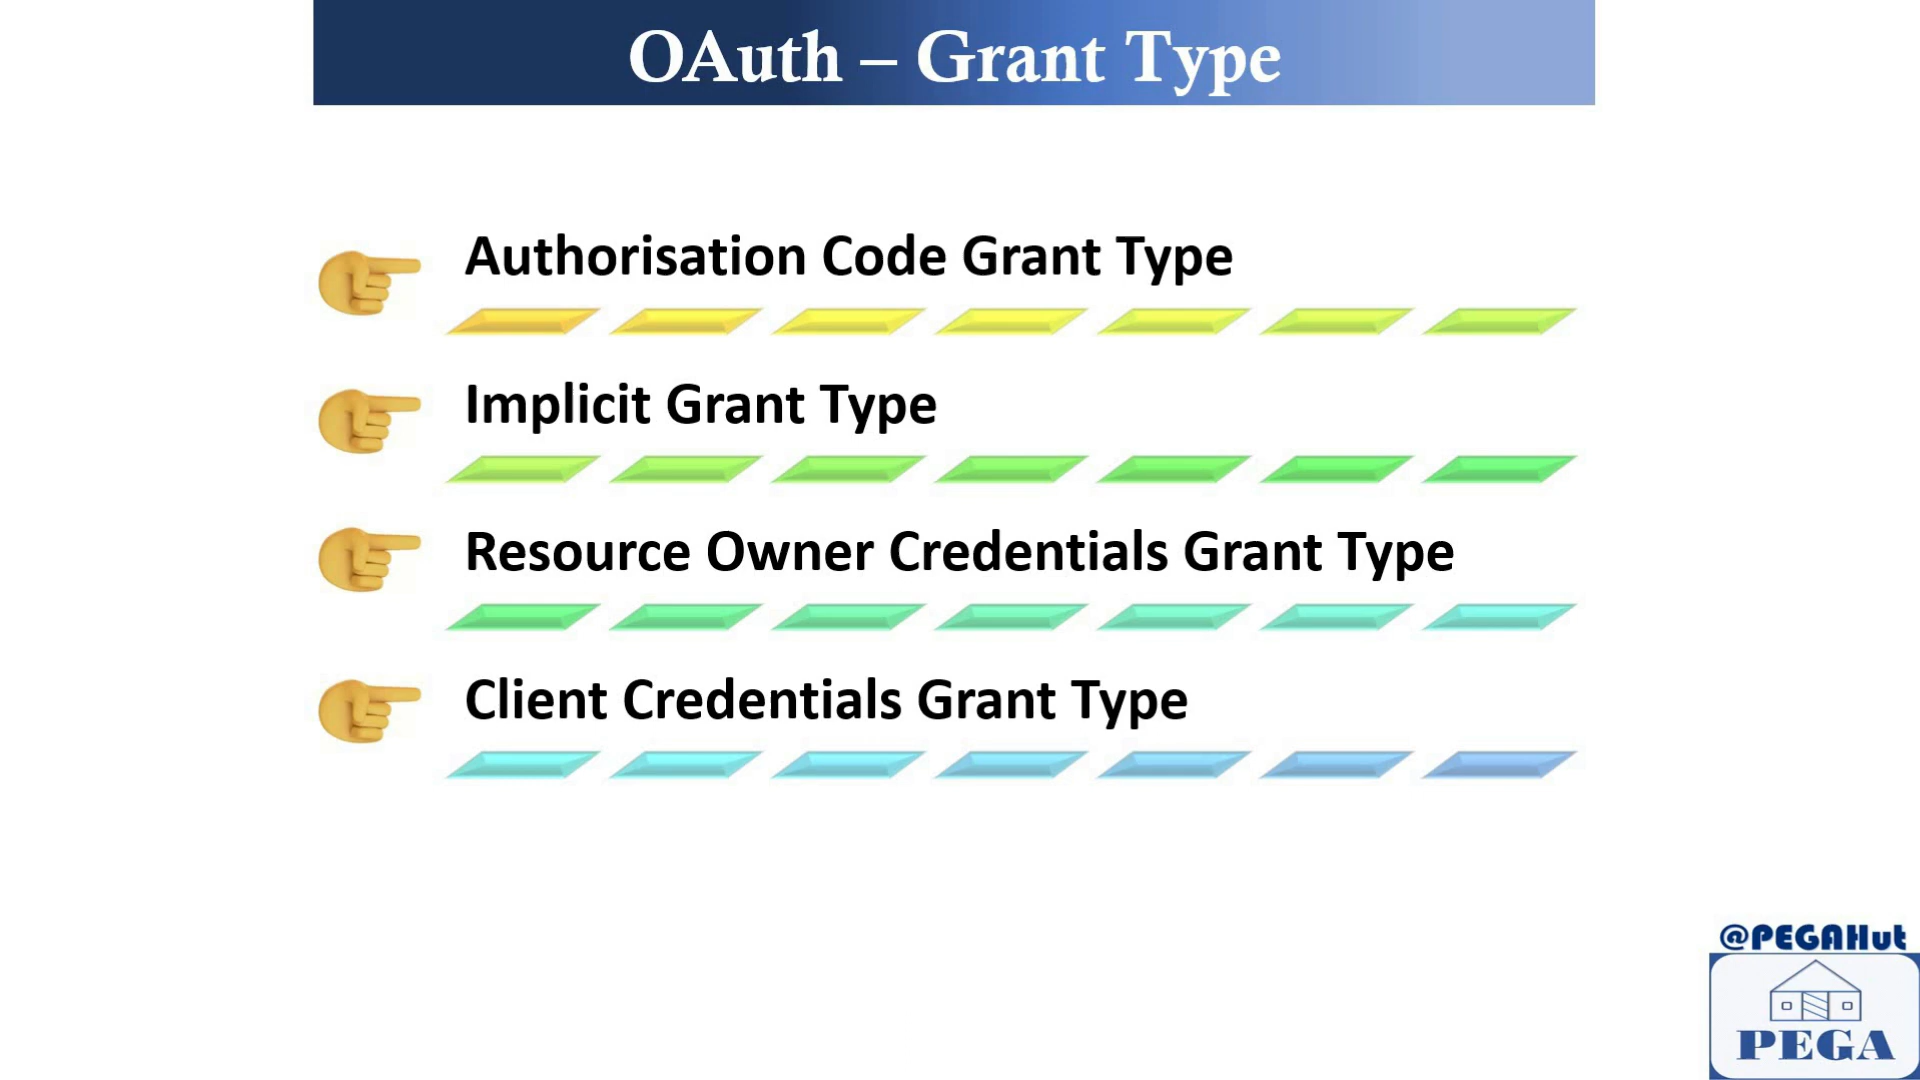 OAuth – Grant Type
Authorisation Code Grant Type
Implicit Grant Type
Resource Owner Credentials Grant Type
Client Credentials Grant Type
@PEGAHut
PEGA